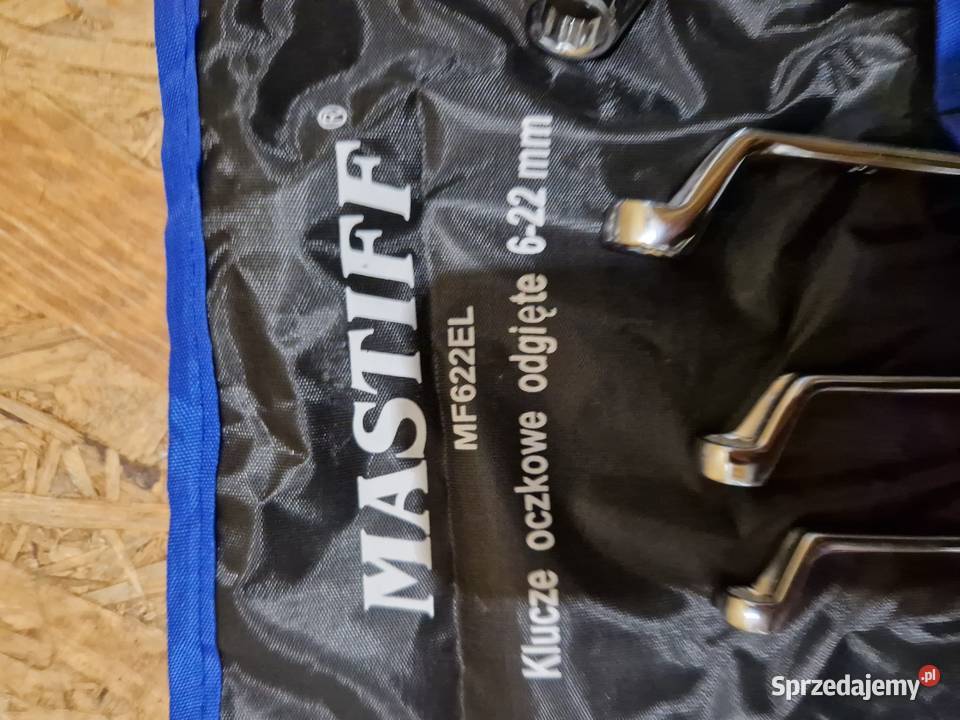 MASTIFF®
MF622EL
Klucze oczkowe odgięte 6-22 mm
Sprzedajemy.pl